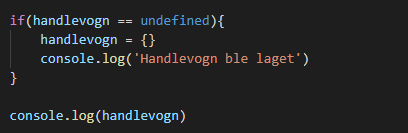 if(handlevogn == undefined){
    handlevogn = {}
    console.log('Handlevogn ble laget')
}

console.log(handlevogn)